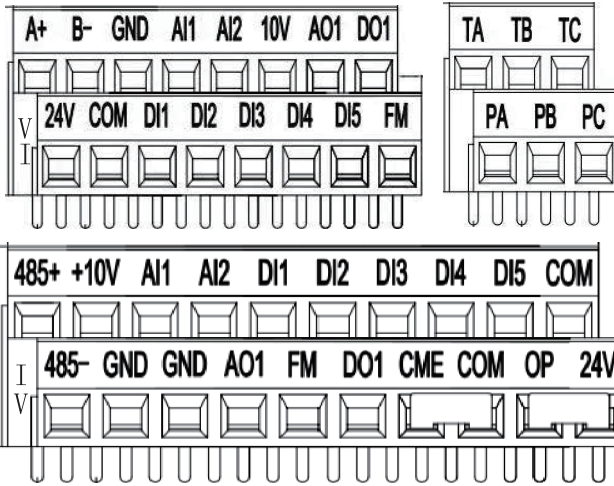 A+ B- GND AI1 AI2 10V AO1 DO1
24V COM DI1 DI2 DI3 DI4 DI5 FM
V
I
TA TB TC
PA PB PC
485+ +10V AI1 AI2 DI1 DI2 DI3 DI4 DI5 COM
485- GND GND AO1 FM DO1 CME COM OP 24V
I
V